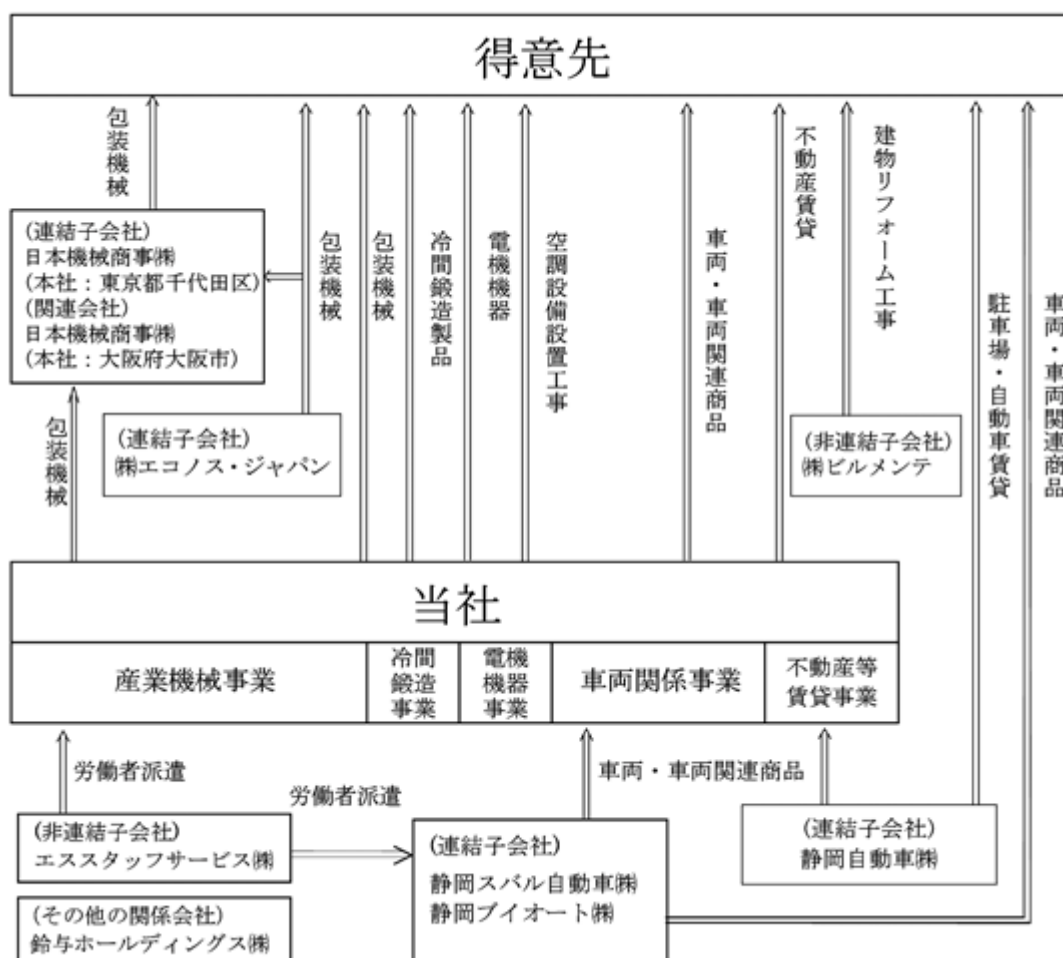 得意先
包装機械
包装機械
包装機械
冷間鍛造製品
電機機器
空調設備設置工事
車両・車両関連商品
不動産賃貸
建物リフォーム工事
駐車場・自動車賃貸
車両・車両関連商品
(連結子会社)
日本機械商事㈱
(本社：東京都千代田区)
(関連会社)
日本機械商事㈱
(本社：大阪府大阪市)
包装機械
(連結子会社)
㈱エコノス・ジャパン
(非連結子会社)
㈱ビルメンテ
当社
産業機械事業
冷間
鍛造
事業
電機
機器
事業
車両関係事業
不動産等
賃貸事業
労働者派遣
労働者派遣
車両・車両関連商品
(非連結子会社)
エススタッフサービス㈱
(連結子会社)
静岡スバル自動車㈱
静岡ブイオート㈱
(連結子会社)
静岡自動車㈱
(その他の関係会社)
鈴与ホールディングス㈱